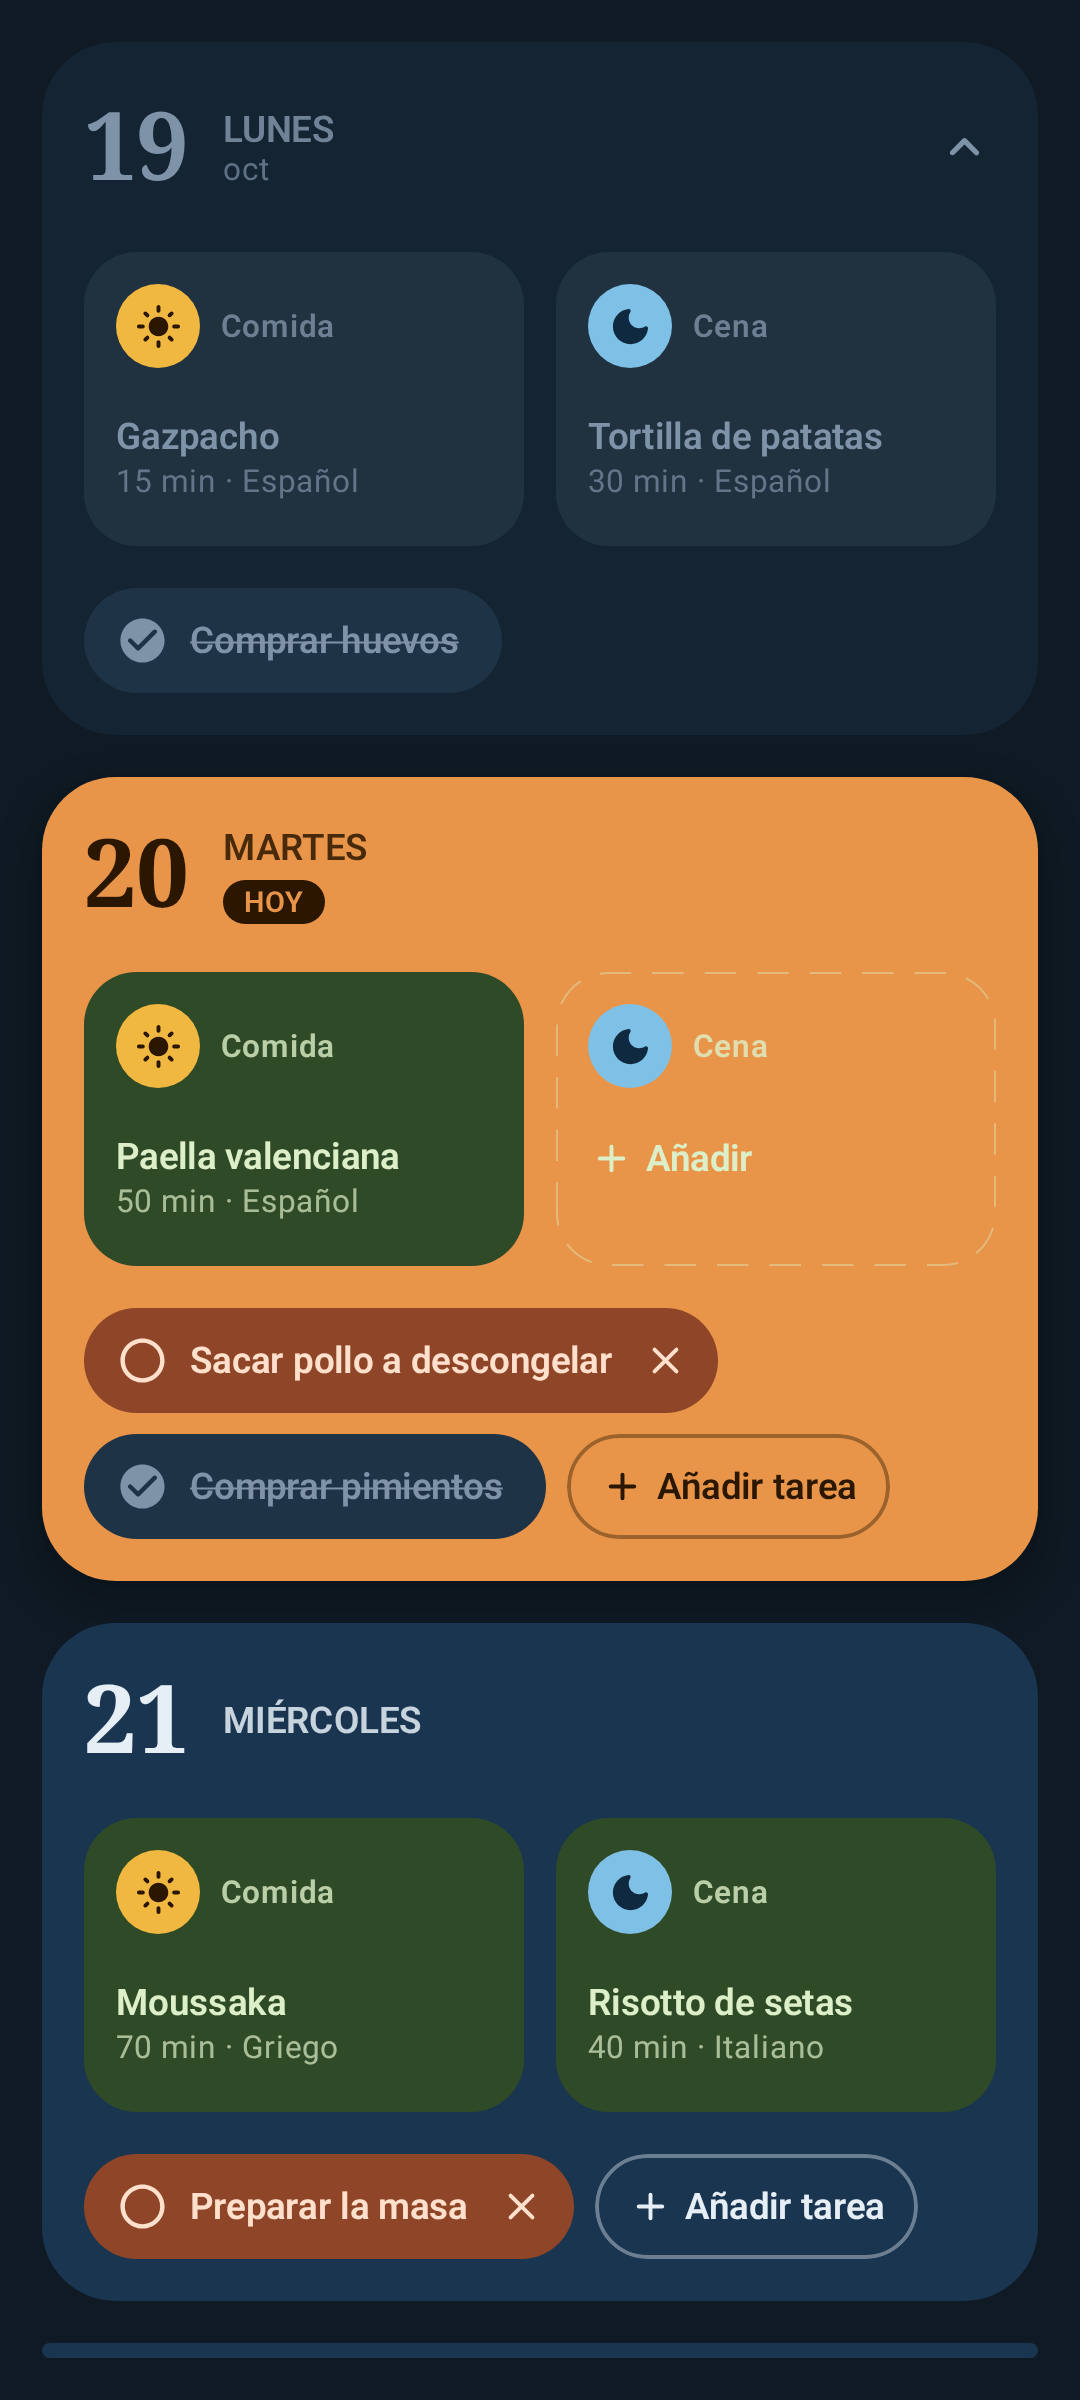 19
LUNES
oct
Comida
Gazpacho
15 min · Español
Cena
Tortilla de patatas
30 min · Español
Comprar huevos
20
MARTES
HOY
Comida
Paella valenciana
50 min · Español
Cena
Añadir
Sacar pollo a descongelar
Comprar pimientos
Añadir tarea
21
MIÉRCOLES
Comida
Moussaka
70 min · Griego
Cena
Risotto de setas
40 min · Italiano
Preparar la masa
Añadir tarea